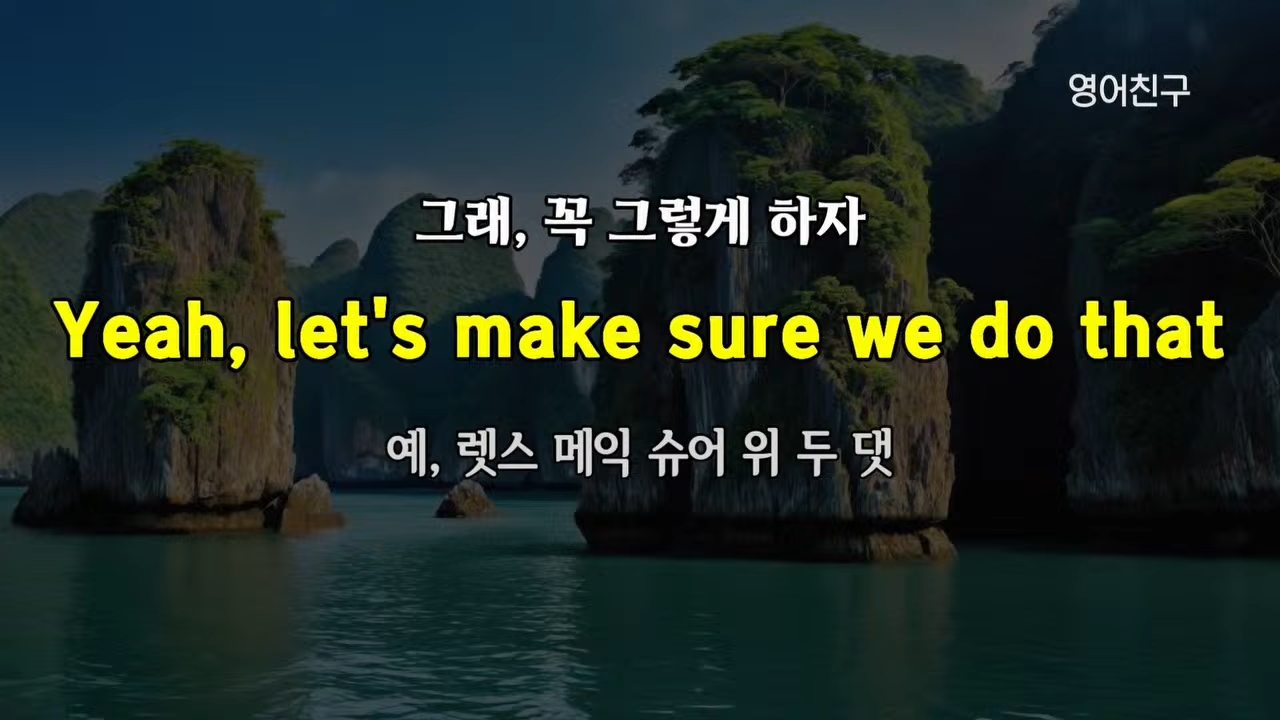 영어친구
그래, 꼭 그렇게 하자
Yeah, let's make sure we do that
예, 렛스 메익 슈어 위 두 댓